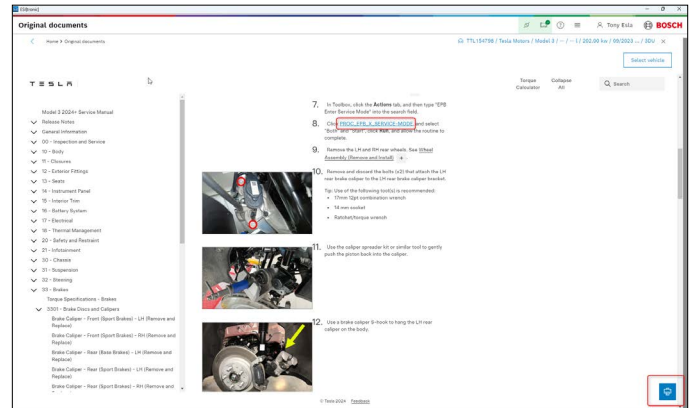 ESI[tronic]
Original documents
Tony Esla
BOSCH
Home > Original documents
TTL154798 / Tesla Motors / Model 3 / -- / -- I / 202.00 kw / 09/2023 ... / 3DU
Select vehicle
TESLA
Torque Calculator
Collapse All
Search
Model 3 2024+ Service Manual
Release Notes
General Information
00 - Inspection and Service
10 - Body
11 - Closures
12 - Exterior Fittings
13 - Seats
14 - Instrument Panel
15 - Interior Trim
16 - Battery System
17 - Electrical
18 - Thermal Management
20 - Safety and Restraint
21 - Infotainment
30 - Chassis
31 - Suspension
32 - Steering
33 - Brakes
Torque Specifications - Brakes
3301 - Brake Discs and Calipers
Brake Caliper - Front (Sport Brakes) - LH (Remove and
Replace)
Brake Caliper - Front (Sport Brakes) - RH (Remove and
Replace)
Brake Caliper - Rear (Base Brakes) - LH (Remove and
Replace)
Brake Caliper - Rear (Sport Brakes) - LH (Remove and
Replace)
Brake Caliper - Rear (Sport Brakes) - RH (Remove and
7. In Toolbox, click the Actions tab, and then type "EPB
Enter Service Mode" into the search field.
8. Click PROC_EPB_X_SERVICE-MODE and select
"Both" and "Start", click Run, and allow the routine to
complete.
9. Remove the LH and RH rear wheels. See Wheel
Assembly (Remove and Install) +
10. Remove and discard the bolts (x2) that attach the LH
rear brake caliper to the LH rear brake caliper bracket.
Tip: Use of the following tool(s) is recommended:
• 17mm 12pt combination wrench
• 14 mm socket
• Ratchet/torque wrench
11. Use the caliper spreader kit or similar tool to gently
push the piston back into the caliper.
12. Use a brake caliper S-hook to hang the LH rear
caliper on the body.
© Tesla 2024 Feedback